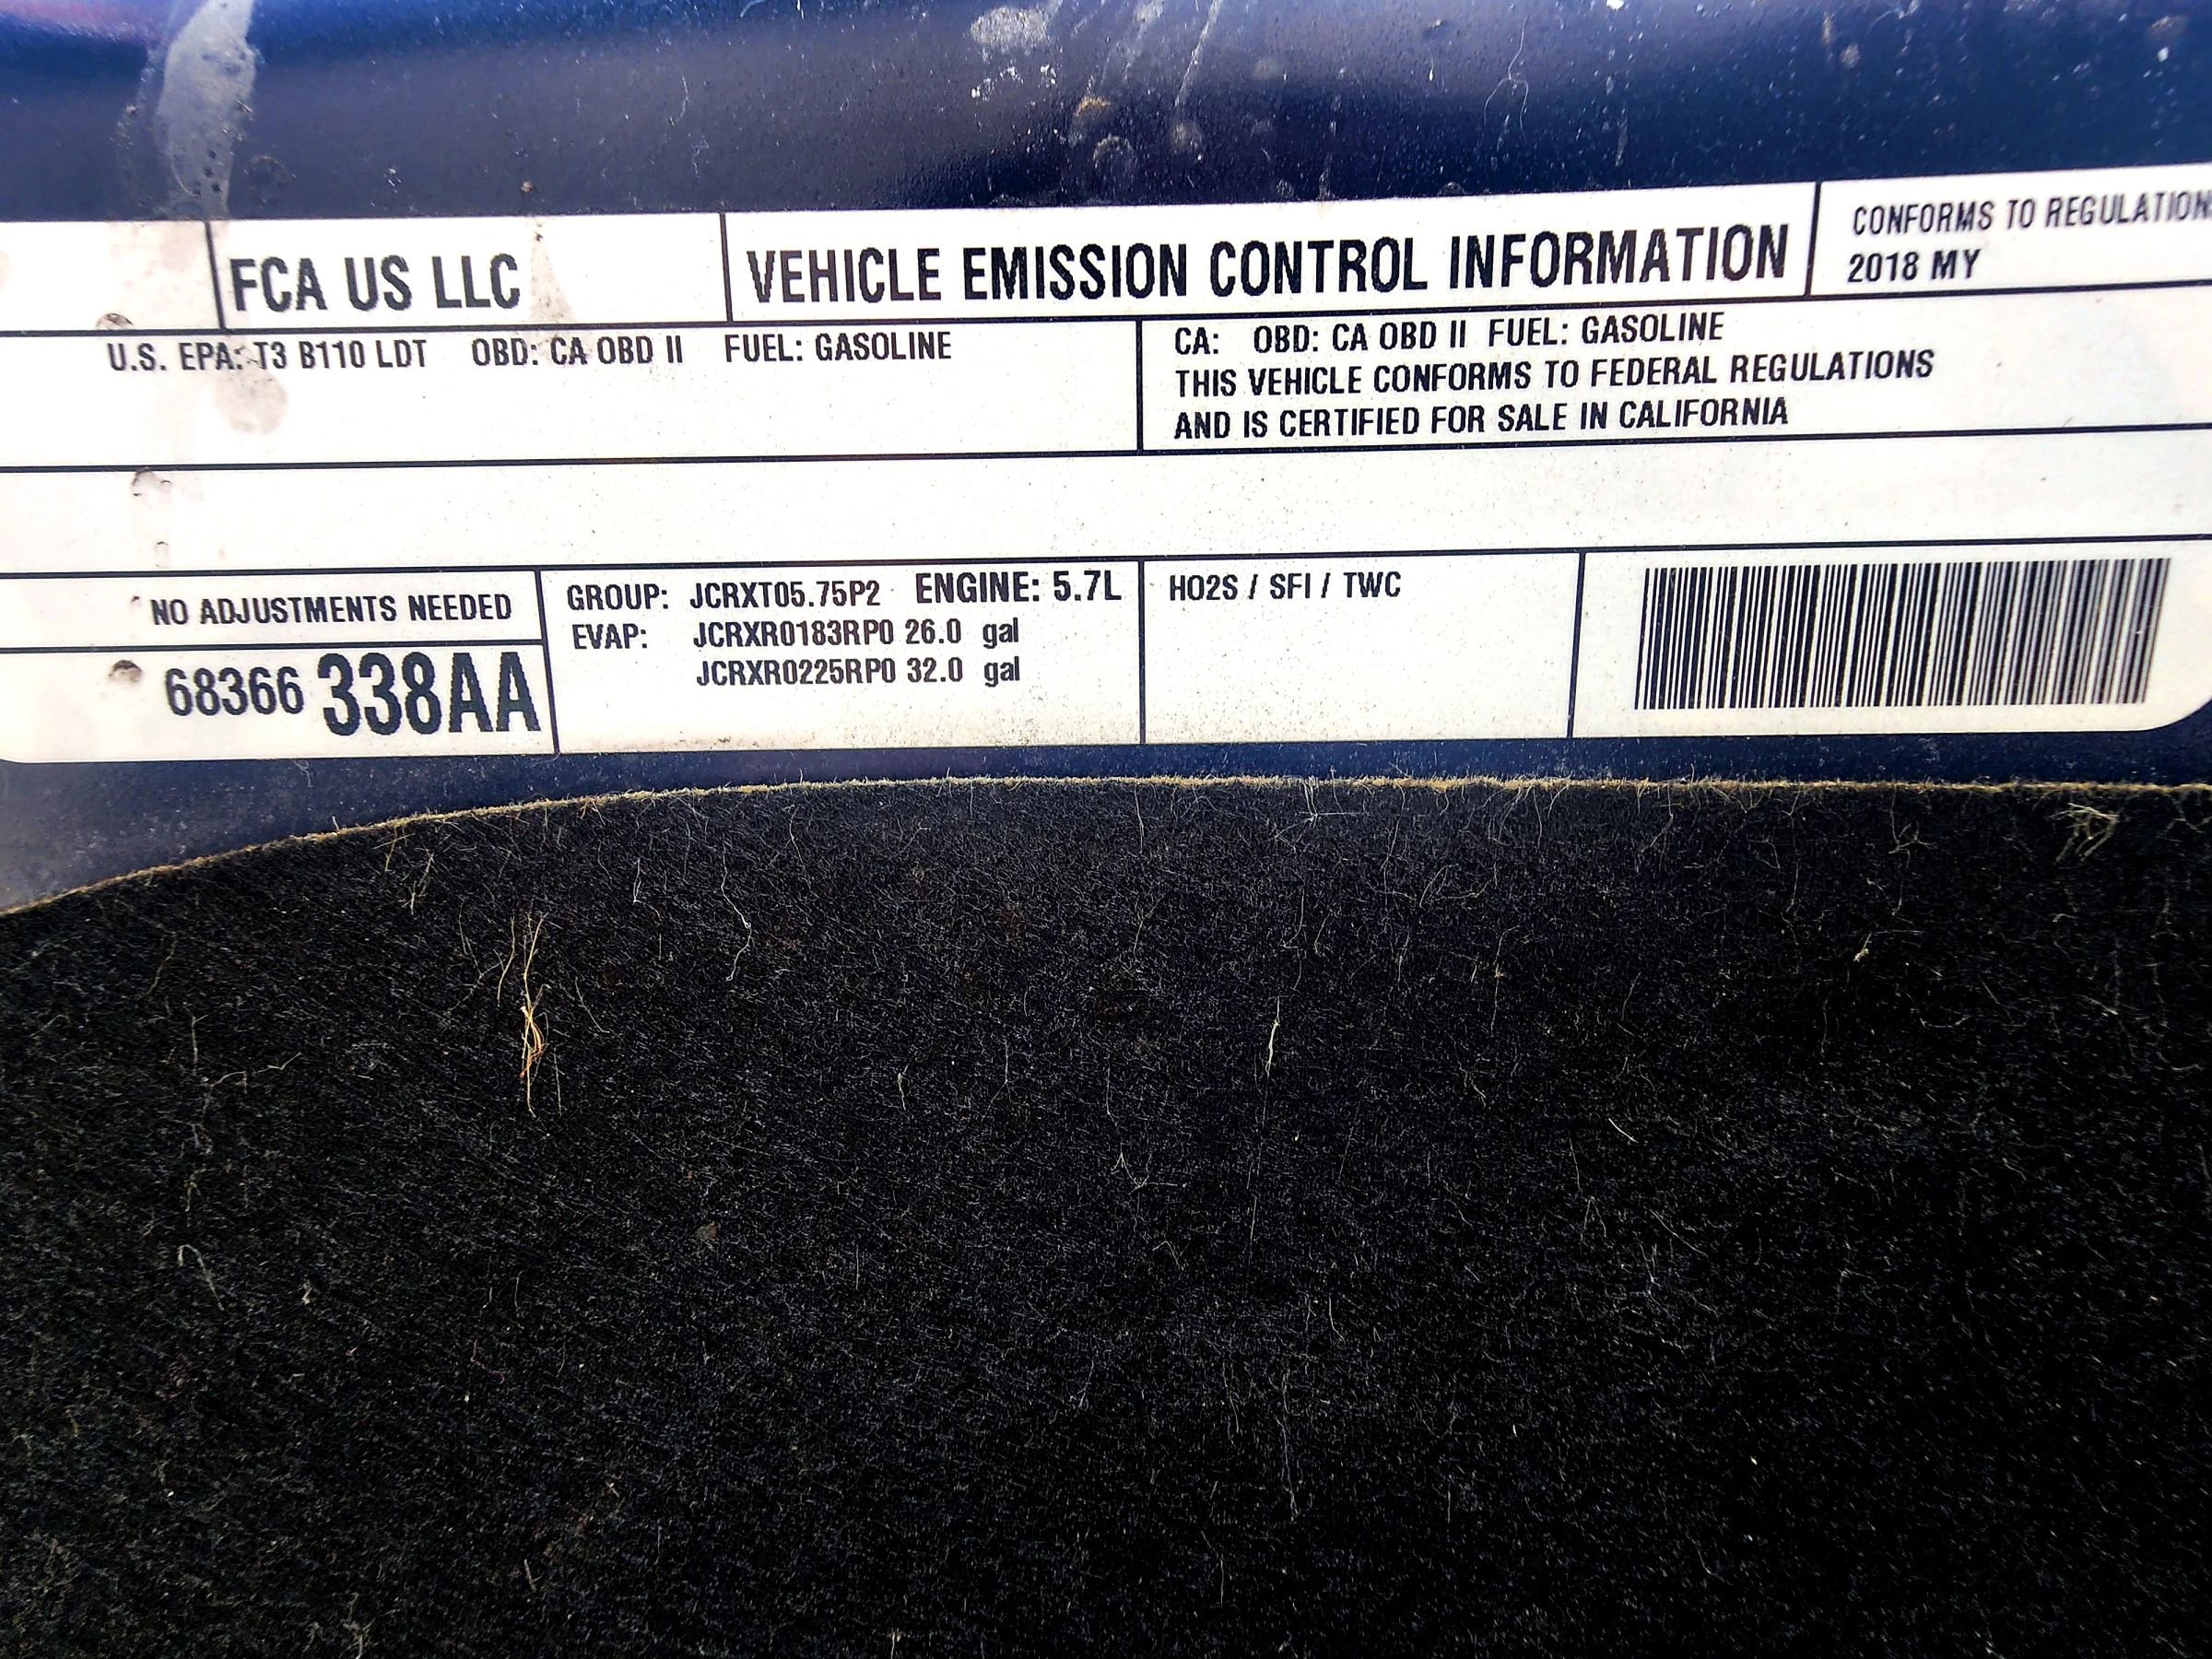 FCA US LLC
VEHICLE EMISSION CONTROL INFORMATION
CONFORMS TO REGULATION
2018 MY
U.S. EPA: T3 B110 LDT OBD: CA OBD II FUEL: GASOLINE
CA: OBD: CA OBD II FUEL: GASOLINE
THIS VEHICLE CONFORMS TO FEDERAL REGULATIONS
AND IS CERTIFIED FOR SALE IN CALIFORNIA
NO ADJUSTMENTS NEEDED
68366 338AA
GROUP: JCRXT05.75P2 ENGINE: 5.7L
EVAP: JCRXR0183RP0 26.0 gal
JCRXR0225RP0 32.0 gal
HO2S / SFI / TWC